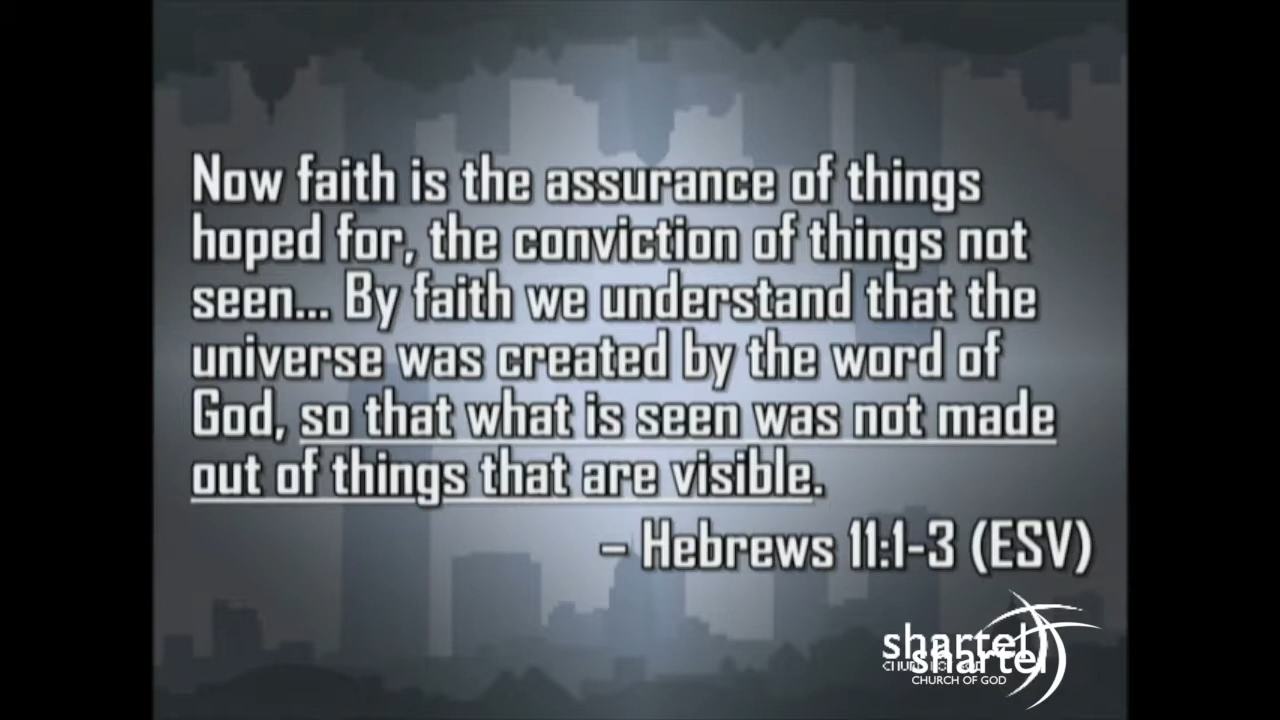 Now faith is the assurance of things
hoped for, the conviction of things not
seen... By faith we understand that the
universe was created by the word of
God, so that what is seen was not made
out of things that are visible.
– Hebrews 11:1-3 (ESV)
shartel
shartel
CHURCH OF GOD